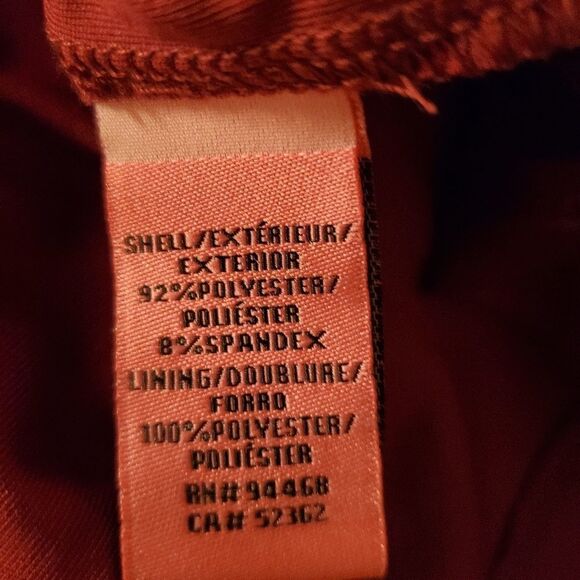 SHELL/EXTÉRIEUR/
EXTERIOR
92%POLYESTER/
POLIÉSTER
8%SPANDEX
LINING/DOUBLURE/
FORRO
100%POLYESTER/
POLIÉSTER
RN# 94468
CA# 52362